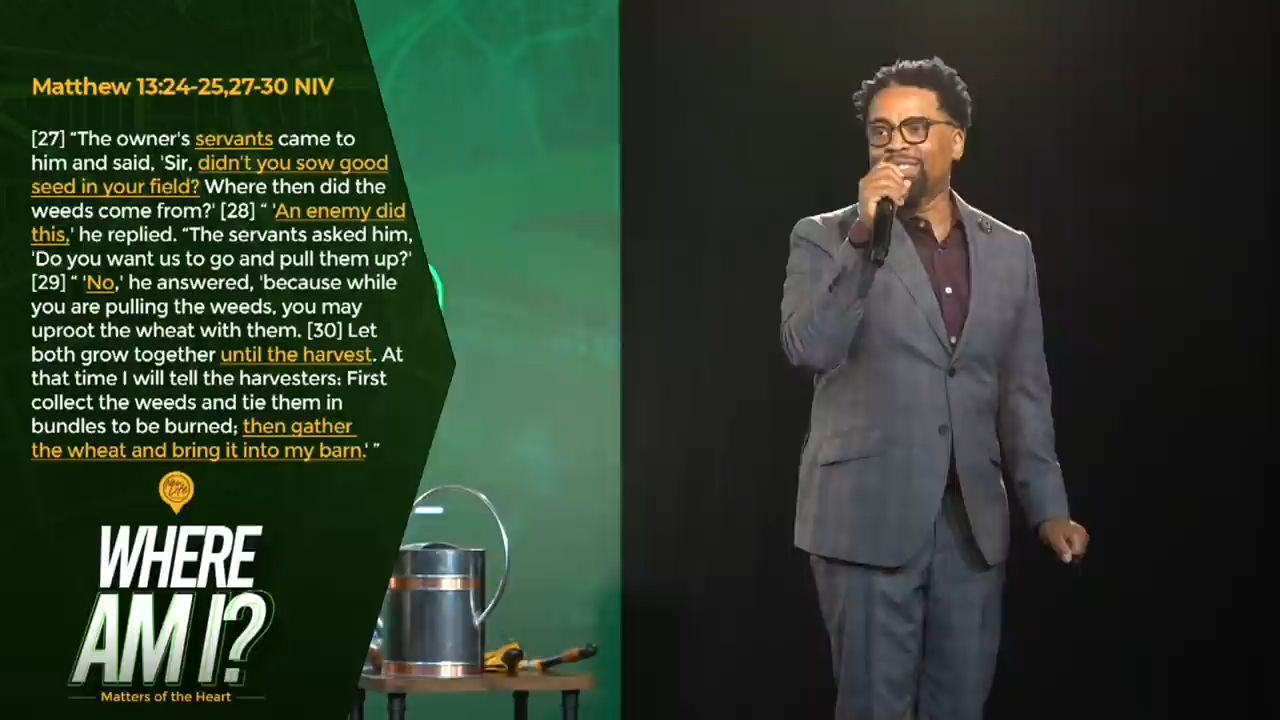 Matthew 13:24-25,27-30 NIV
[27] “The owner's servants came to
him and said, 'Sir, didn't you sow good
seed in your field? Where then did the
weeds come from?' [28] “ 'An enemy did
this,' he replied. “The servants asked him,
'Do you want us to go and pull them up?'
[29] “ 'No,' he answered, 'because while
you are pulling the weeds, you may
uproot the wheat with them. [30] Let
both grow together until the harvest. At
that time I will tell the harvesters: First
collect the weeds and tie them in
bundles to be burned; then gather
the wheat and bring it into my barn.' ”
New
Life
WHERE
AM I?
Matters of the Heart